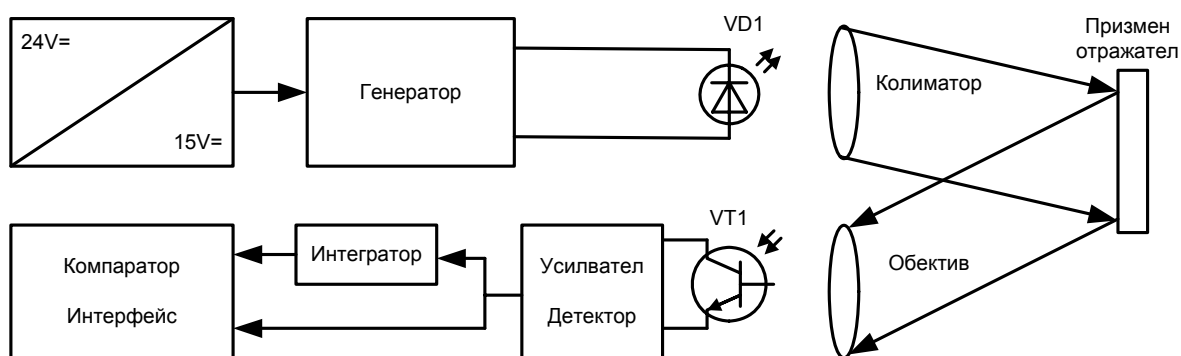 24V=
15V=
Генератор
VD1
Колиматор
Призмен
отражател
Компаратор
Интерфейс
Интегратор
Усилвател
Детектор
VT1
Обектив